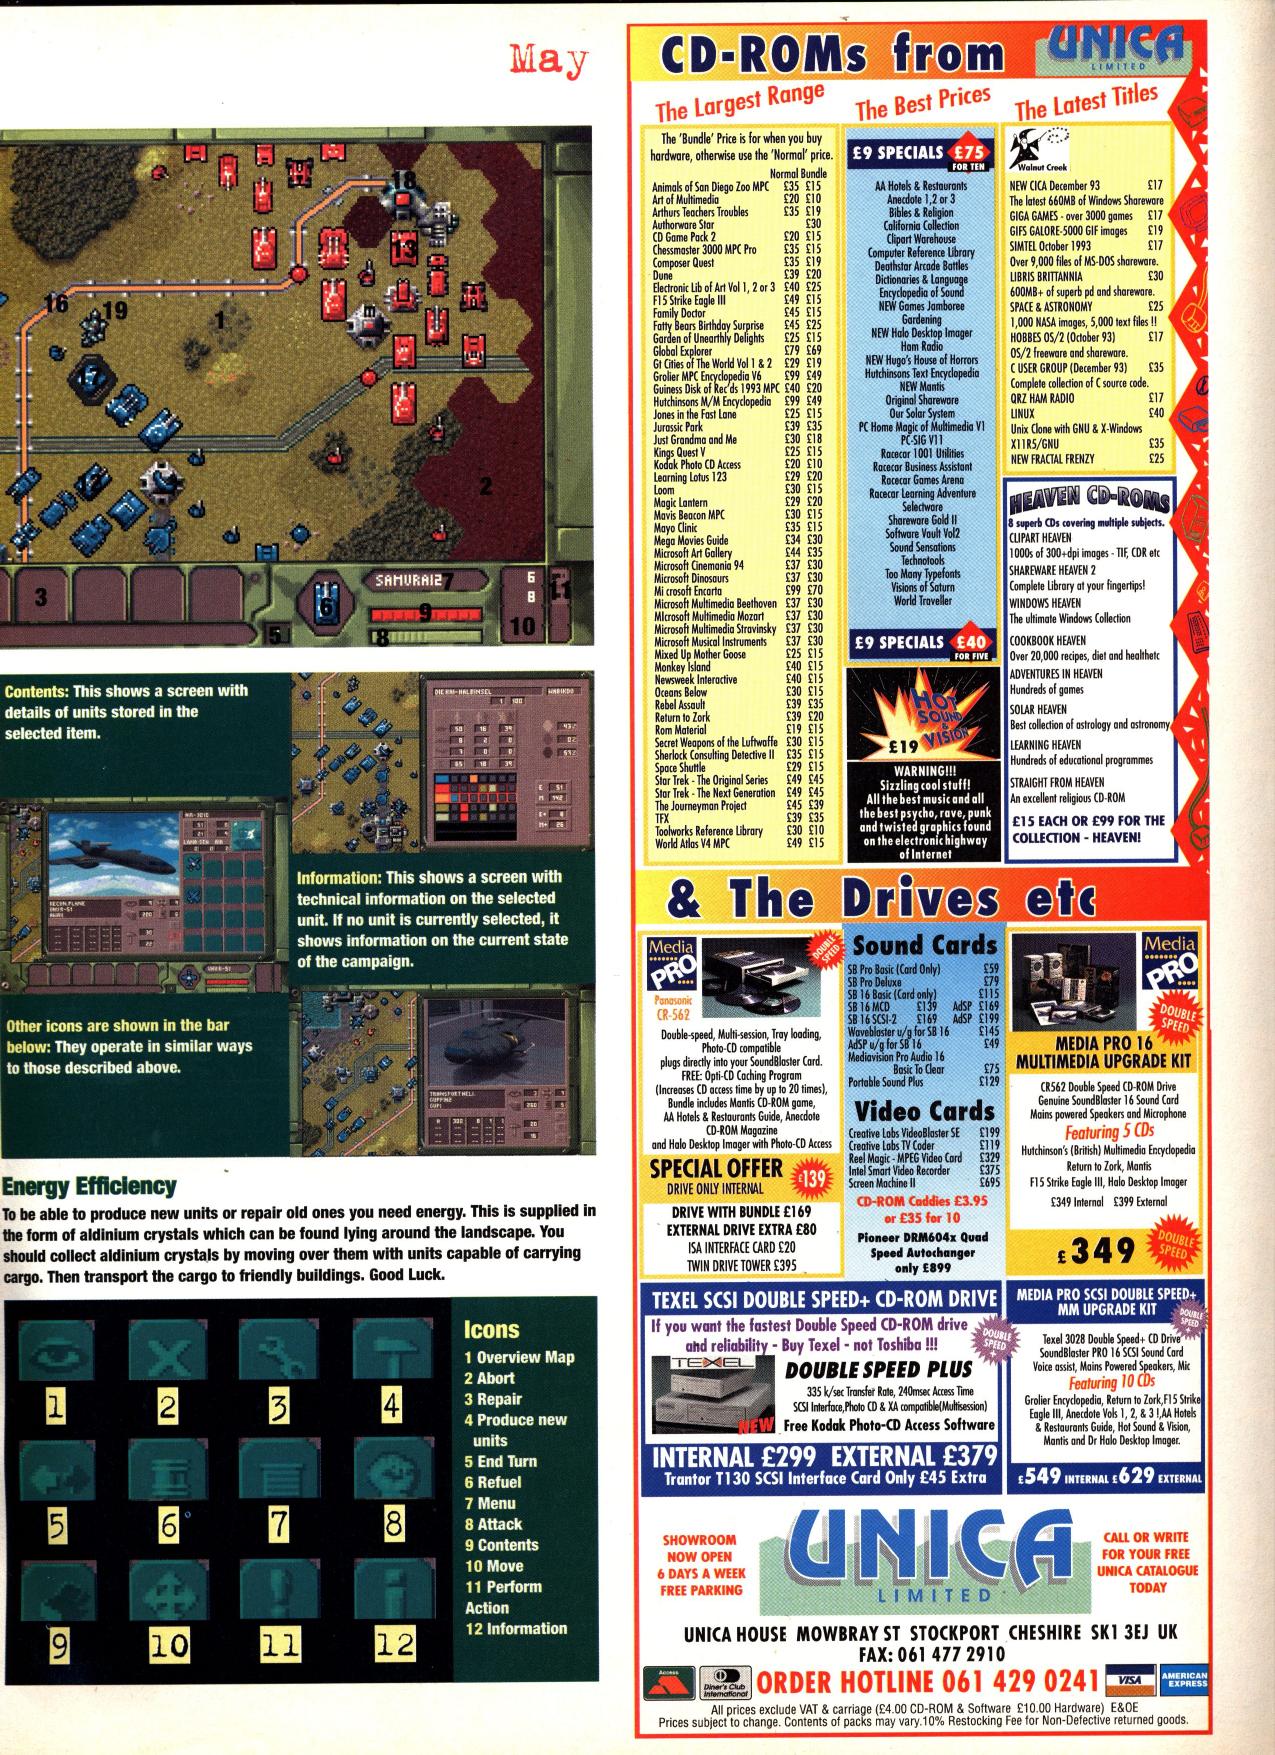 May
18
13
16
19
1
m
2
3
SAMURAI2
7
6
8
6
11
9
5
8
10
Contents: This shows a screen with
details of units stored in the
selected item.
Information: This shows a screen with
technical information on the selected
unit. If no unit is currently selected, it
shows information on the current state
of the campaign.
Other icons are shown in the bar
below: They operate in similar ways
to those described above.
Energy Efficiency
To be able to produce new units or repair old ones you need energy. This is supplied in
the form of aldinium crystals which can be found lying around the landscape. You
should collect aldinium crystals by moving over them with units capable of carrying
cargo. Then transport the cargo to friendly buildings. Good Luck.
1
2
3
4
5
6
7
8
9
10
11
12
Icons
1 Overview Map
2 Abort
3 Repair
4 Produce new
units
5 End Turn
6 Refuel
7 Menu
8 Attack
9 Contents
10 Move
11 Perform
Action
12 Information
CD-ROMs from UNICA
LIMITED
The Largest Range
The 'Bundle' Price is for when you buy
hardware, otherwise use the 'Normal' price.
Normal Bundle
Animals of San Diego Zoo MPC £35 £15
Art of Multimedia £20 £10
Arthurs Teachers Troubles £35 £19
Authorware Star £30
CD Game Pack 2 £20 £15
Chessmaster 3000 MPC Pro £35 £15
Composer Quest £35 £19
Dune £39 £20
Electronic Lib of Art Vol 1, 2 or 3 £40 £25
F15 Strike Eagle III £49 £15
Family Doctor £45 £15
Fatty Bears Birthday Surprise £45 £25
Garden of Unearthly Delights £25 £15
Global Explorer £79 £69
Gt Cities of The World Vol 1 & 2 £29 £19
Grolier MPC Encyclopedia V6 £99 £49
Guiness Disk of Rec'ds 1993 MPC £40 £20
Hutchinsons M/M Encyclopedia £99 £49
Jones in the Fast Lane £25 £15
Jurassic Park £39 £35
Just Grandma and Me £30 £18
Kings Quest V £25 £15
Kodak Photo CD Access £20 £10
Learning Lotus 123 £29 £20
Loom £30 £15
Magic Lantern £29 £20
Mavis Beacon MPC £30 £15
Mayo Clinic £35 £15
Mega Movies Guide £34 £30
Microsoft Art Gallery £44 £35
Microsoft Cinemania 94 £37 £30
Microsoft Dinosaurs £37 £30
Mi crosoft Encarta £99 £70
Microsoft Multimedia Beethoven £37 £30
MIcrosoft Multimedia Mozart £37 £30
Microsoft Multimedia Stravinsky £37 £30
Microsoft Musical Instruments £37 £30
Mixed Up Mother Goose £25 £15
Monkey Island £40 £15
Newsweek Interactive £40 £15
Oceans Below £30 £15
Rebel Assault £39 £35
Return to Zork £39 £20
Rom Material £19 £15
Secret Weapons of the Luftwaffe £30 £15
Sherlock Consulting Detective II £35 £15
Space Shuttle £29 £15
Star Trek - The Original Series £49 £45
Star Trek - The Next Generation £49 £45
The Journeyman Project £45 £39
TFX £39 £35
Toolworks Reference Library £30 £10
World Atlas V4 MPC £49 £15
The Best Prices
£9 SPECIALS £75
FOR TEN
AA Hotels & Restaurants
Anecdote 1,2 or 3
Bibles & Religion
California Collection
Clipart Warehouse
Computer Reference Library
Deathstar Arcade Battles
Dictionaries & Language
Encyclopedia of Sound
NEW Games Jamboree
Gardening
NEW Halo Desktop Imager
Ham Radio
NEW Hugo's House of Horrors
Hutchinsons Text Encyclopedia
NEW Mantis
Original Shareware
Our Solar System
PC Home Magic of Multimedia V1
PC-SIG V11
Racecar 1001 Utilities
Racecar Business Assistant
Racecar Games Arena
Racecar Learning Adventure
Selectware
Shareware Gold II
Software Vault Vol2
Sound Sensations
Technotools
Too Many Typefonts
Visions of Saturn
World Traveller
£9 SPECIALS £40
FOR FIVE
HOT
SOUND
&
VISION
£19
WARNING!!!
Sizzling cool stuff!
All the best music and all
the best psycho, rave, punk
and twisted graphics found
on the electronic highway
of Internet
The Latest Titles
Walnut Creek
NEW CICA December 93 £17
The latest 660MB of Windows Shareware
GIGA GAMES - over 3000 games £17
GIFS GALORE-5000 GIF images £19
SIMTEL October 1993 £17
Over 9,000 files of MS-DOS shareware.
LIBRIS BRITTANNIA £30
600MB+ of superb pd and shareware.
SPACE & ASTRONOMY £25
1,000 NASA images, 5,000 text files !!
HOBBES OS/2 (October 93) £17
OS/2 freeware and shareware.
C USER GROUP (December 93) £35
Complete collection of C source code.
QRZ HAM RADIO £17
LINUX £40
Unix Clone with GNU & X-Windows
X11R5/GNU £35
NEW FRACTAL FRENZY £25
HEAVEN CD-ROMS
8 superb CDs covering multiple subjects.
CLIPART HEAVEN
1000s of 300+dpi images - TIF, CDR etc
SHAREWARE HEAVEN 2
Complete Library at your fingertips!
WINDOWS HEAVEN
The ultimate Windows Collection
COOKBOOK HEAVEN
Over 20,000 recipes, diet and healthetc
ADVENTURES IN HEAVEN
Hundreds of games
SOLAR HEAVEN
Best collection of astrology and astronomy
LEARNING HEAVEN
Hundreds of educational programmes
STRAIGHT FROM HEAVEN
An excellent religious CD-ROM
£15 EACH OR £99 FOR THE
COLLECTION - HEAVEN!
& The Drives etc
Media
PRO
Panasonic
CR-562
DOUBLE
SPEED
Double-speed, Multi-session, Tray loading,
Photo-CD compatible
plugs directly into your SoundBlaster Card.
FREE: Opti-CD Caching Program
(Increases CD access time by up to 20 times),
Bundle includes Mantis CD-ROM game,
AA Hotels & Restaurants Guide, Anecdote
CD-ROM Magazine
and Halo Desktop Imager with Photo-CD Access
SPECIAL OFFER
DRIVE ONLY INTERNAL
£139
DRIVE WITH BUNDLE £169
EXTERNAL DRIVE EXTRA £80
ISA INTERFACE CARD £20
TWIN DRIVE TOWER £395
Sound Cards
SB Pro Basic (Card Only) £59
SB Pro Deluxe £79
SB 16 Basic (Card only) £115
SB 16 MCD £139 AdSP £169
SB 16 SCSI-2 £169 AdSP £199
Waveblaster u/g for SB 16 £145
AdSP u/g for SB 16 £49
Mediavision Pro Audio 16
Basic To Clear £75
Portable Sound Plus £129
Video Cards
Creative Labs VideoBlaster SE £199
Creative Labs TV Coder £119
Reel Magic - MPEG Video Card £329
Intel Smart Video Recorder £375
Screen Machine II £695
CD-ROM Caddies £3.95
or £35 for 10
Pioneer DRM604x Quad
Speed Autochanger
only £899
Media
PRO
DOUBLE
SPEED
MEDIA PRO 16
MULTIMEDIA UPGRADE KIT
CR562 Double Speed CD-ROM Drive
Genuine SoundBlaster 16 Sound Card
Mains powered Speakers and Microphone
Featuring 5 CDs
Hutchinson's (British) Multimedia Encyclopedia
Return to Zork, Mantis
F15 Strike Eagle III, Halo Desktop Imager
£349 Internal £399 External
£349
DOUBLE
SPEED
TEXEL SCSI DOUBLE SPEED+ CD-ROM DRIVE
If you want the fastest Double Speed CD-ROM drive
and reliability - Buy Texel - not Toshiba !!!
DOUBLE
SPEED
+
TEXEL
NEW
DOUBLE SPEED PLUS
335 k/sec Transfer Rate, 240msec Access Time
SCSI Interface,Photo CD & XA compatible(Multisession)
Free Kodak Photo-CD Access Software
INTERNAL £299 EXTERNAL £379
Trantor T130 SCSI Interface Card Only £45 Extra
MEDIA PRO SCSI DOUBLE SPEED+
MM UPGRADE KIT
DOUBLE
SPEED
+
Texel 3028 Double Speed+ CD Drive
SoundBlaster PRO 16 SCSI Sound Card
Voice assist, Mains Powered Speakers, Mic
Featuring 10 CDs
Grolier Encyclopedia, Return to Zork,F15 Strike
Eagle III, Anecdote Vols 1, 2, & 3 !,AA Hotels
& Restaurants Guide, Hot Sound & Vision,
Mantis and Dr Halo Desktop Imager.
£549 INTERNAL £629 EXTERNAL
SHOWROOM
NOW OPEN
6 DAYS A WEEK
FREE PARKING
UNICA
LIMITED
CALL OR WRITE
FOR YOUR FREE
UNICA CATALOGUE
TODAY
UNICA HOUSE MOWBRAY ST STOCKPORT CHESHIRE SK1 3EJ UK
FAX: 061 477 2910
Access
Diner's Club
International
ORDER HOTLINE 061 429 0241
VISA
AMERICAN
EXPRESS
All prices exclude VAT & carriage (£4.00 CD-ROM & Software £10.00 Hardware) E&OE
Prices subject to change. Contents of packs may vary.10% Restocking Fee for Non-Defective returned goods.